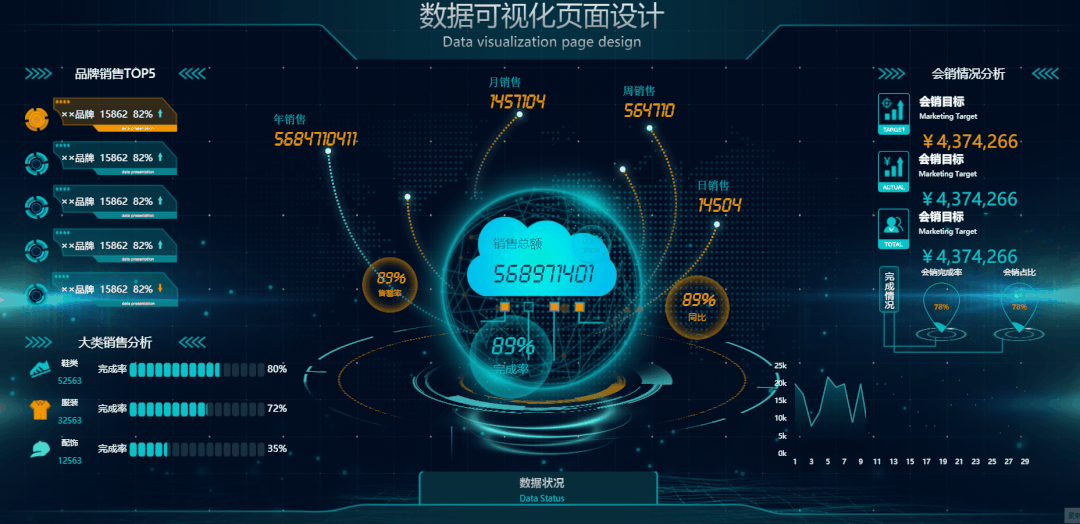 数据可视化页面设计
Data visualization page design
品牌销售TOP5
××品牌 15862 82%
data presentation
××品牌 15862 82%
data presentation
××品牌 15862 82%
data presentation
××品牌 15862 82%
data presentation
××品牌 15862 82%
data presentation
大类销售分析
鞋类
52563
完成率
80%
服装
32563
完成率
72%
配饰
12563
完成率
35%
年销售
5684710411
月销售
1457104
周销售
564710
日销售
14504
销售总额
568971401
89%
售罄率
89%
同比
89%
完成率
数据状况
Data Status
会销情况分析
TARGET
会销目标
Marketing Target
￥4,374,266
ACTUAL
会销目标
Marketing Target
￥4,374,266
TOTAL
会销目标
Marketing Target
￥4,374,266
完成情况
会销完成率
78%
会销占比
78%
25k
20k
15k
10k
5k
0k
1 3 5 7 9 11 13 15 17 19 21 23 25 27 29